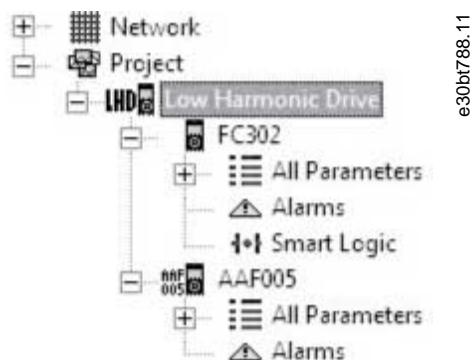 Network
Project
LHD Low Harmonic Drive
FC302
All Parameters
Alarms
Smart Logic
AAF 005 AAF005
All Parameters
Alarms
e30bt788.11